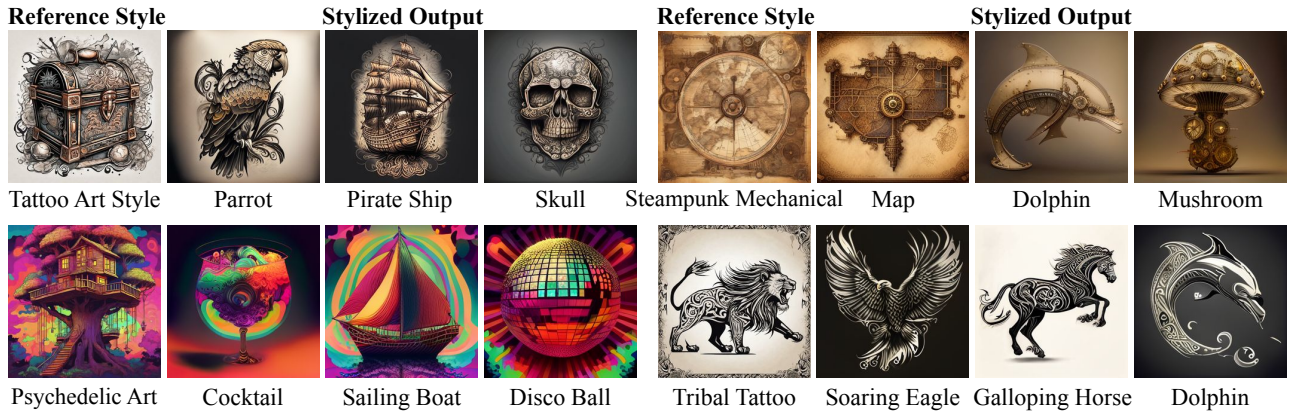 Reference Style Stylized Output Reference Style Stylized Output
Tattoo Art Style Parrot Pirate Ship Skull Steampunk Mechanical Map Dolphin Mushroom
Psychedelic Art Cocktail Sailing Boat Disco Ball Tribal Tattoo Soaring Eagle Galloping Horse Dolphin